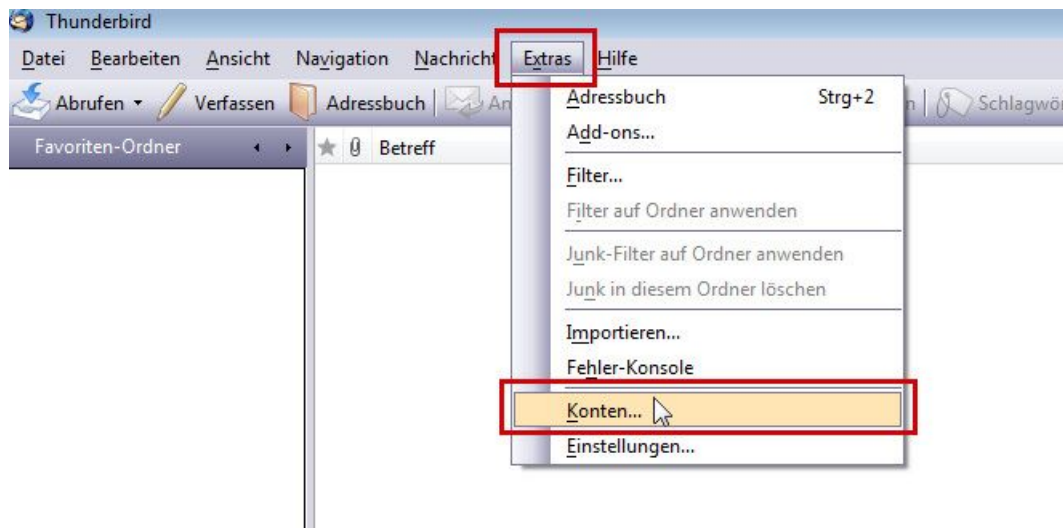 Thunderbird
Datei Bearbeiten Ansicht Navigation Nachricht Extras Hilfe
Abrufen Verfassen Adressbuch An n Schlagwör
Favoriten-Ordner Betreff
Adressbuch Strg+2
Add-ons...
Filter...
Filter auf Ordner anwenden
Junk-Filter auf Ordner anwenden
Junk in diesem Ordner löschen
Importieren...
Fehler-Konsole
Konten...
Einstellungen...